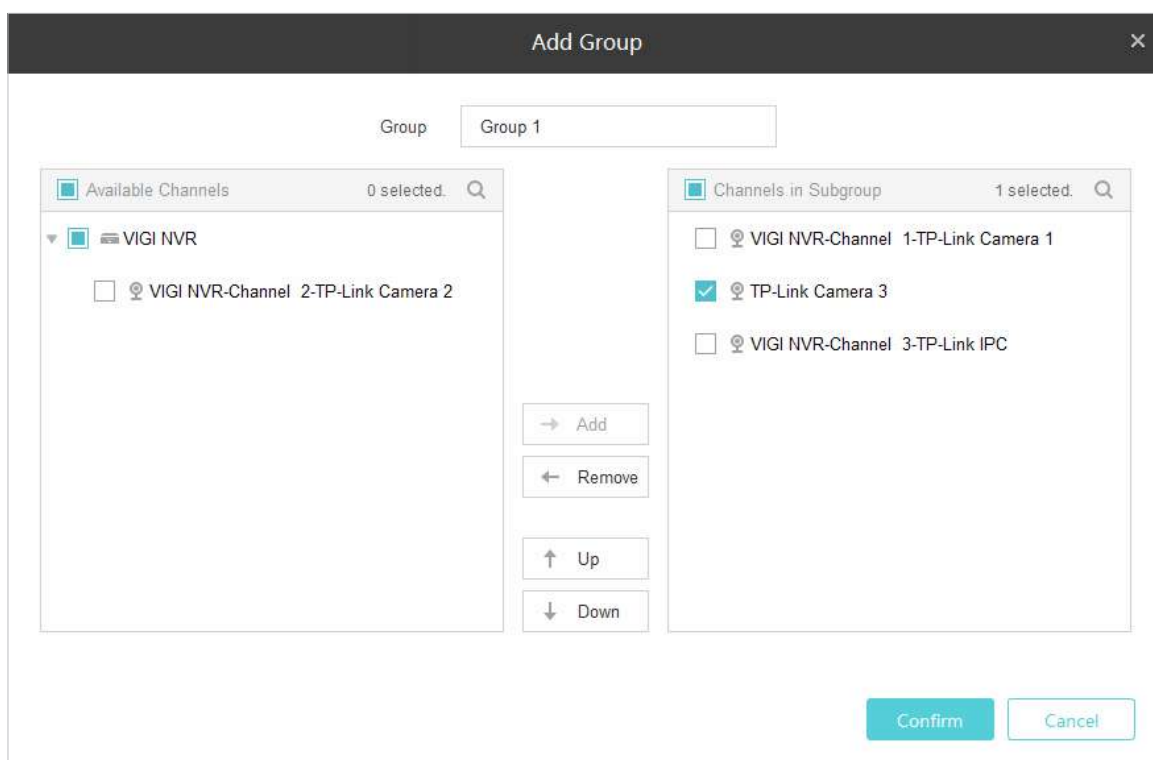 Add Group
Group Group 1
Available Channels 0 selected.
VIGI NVR
VIGI NVR-Channel 2-TP-Link Camera 2
Add
Remove
Up
Down
Channels in Subgroup 1 selected.
VIGI NVR-Channel 1-TP-Link Camera 1
TP-Link Camera 3
VIGI NVR-Channel 3-TP-Link IPC
Confirm Cancel